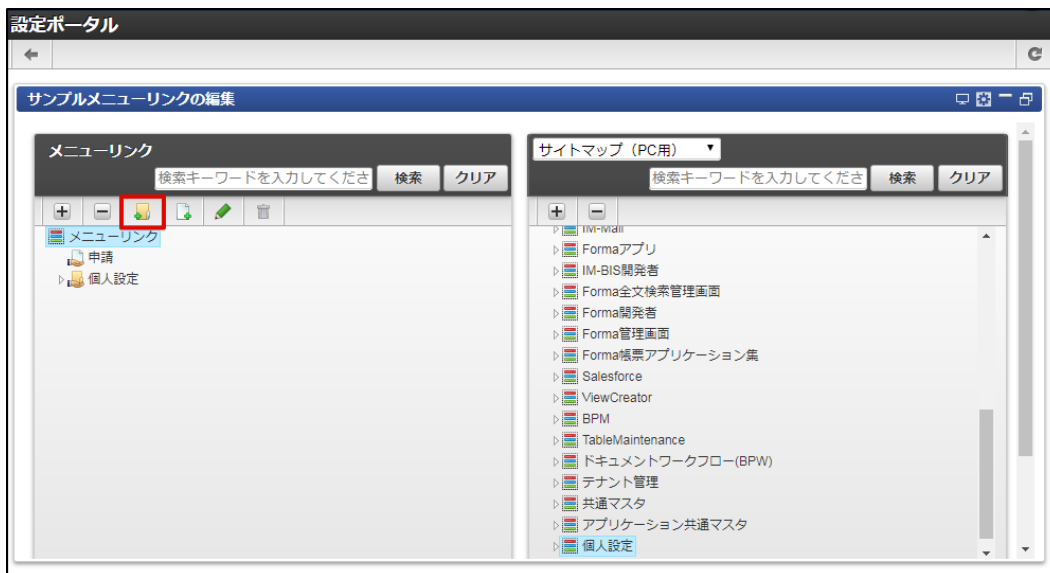 設定ポータル
サンプルメニューリンクの編集
メニューリンク
検索キーワードを入力してくださ 検索 クリア
メニューリンク
申請
個人設定
サイトマップ（PC用）
検索キーワードを入力してくださ 検索 クリア
IM-Mail
Formaアプリ
IM-BIS開発者
Forma全文検索管理画面
Forma開発者
Forma管理画面
Forma帳票アプリケーション集
Salesforce
ViewCreator
BPM
TableMaintenance
ドキュメントワークフロー(BPW)
テナント管理
共通マスタ
アプリケーション共通マスタ
個人設定